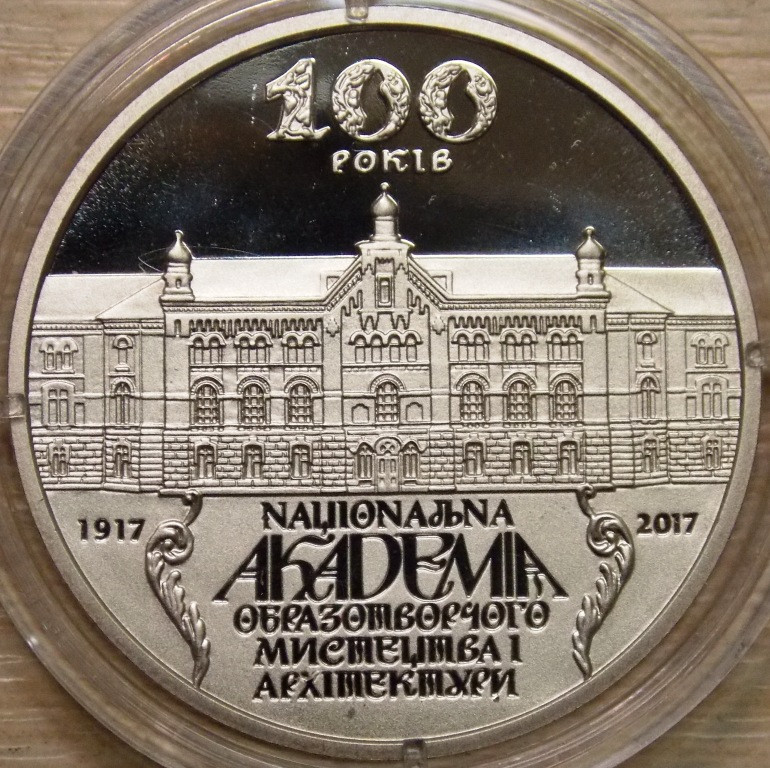 100
РОКІВ
1917
2017
НАЦІОНАЛЬНА
АКАДЕМІЯ
ОБРАЗОТВОРЧОГО
МИСТЕЦТВА І
АРХІТЕКТУРИ